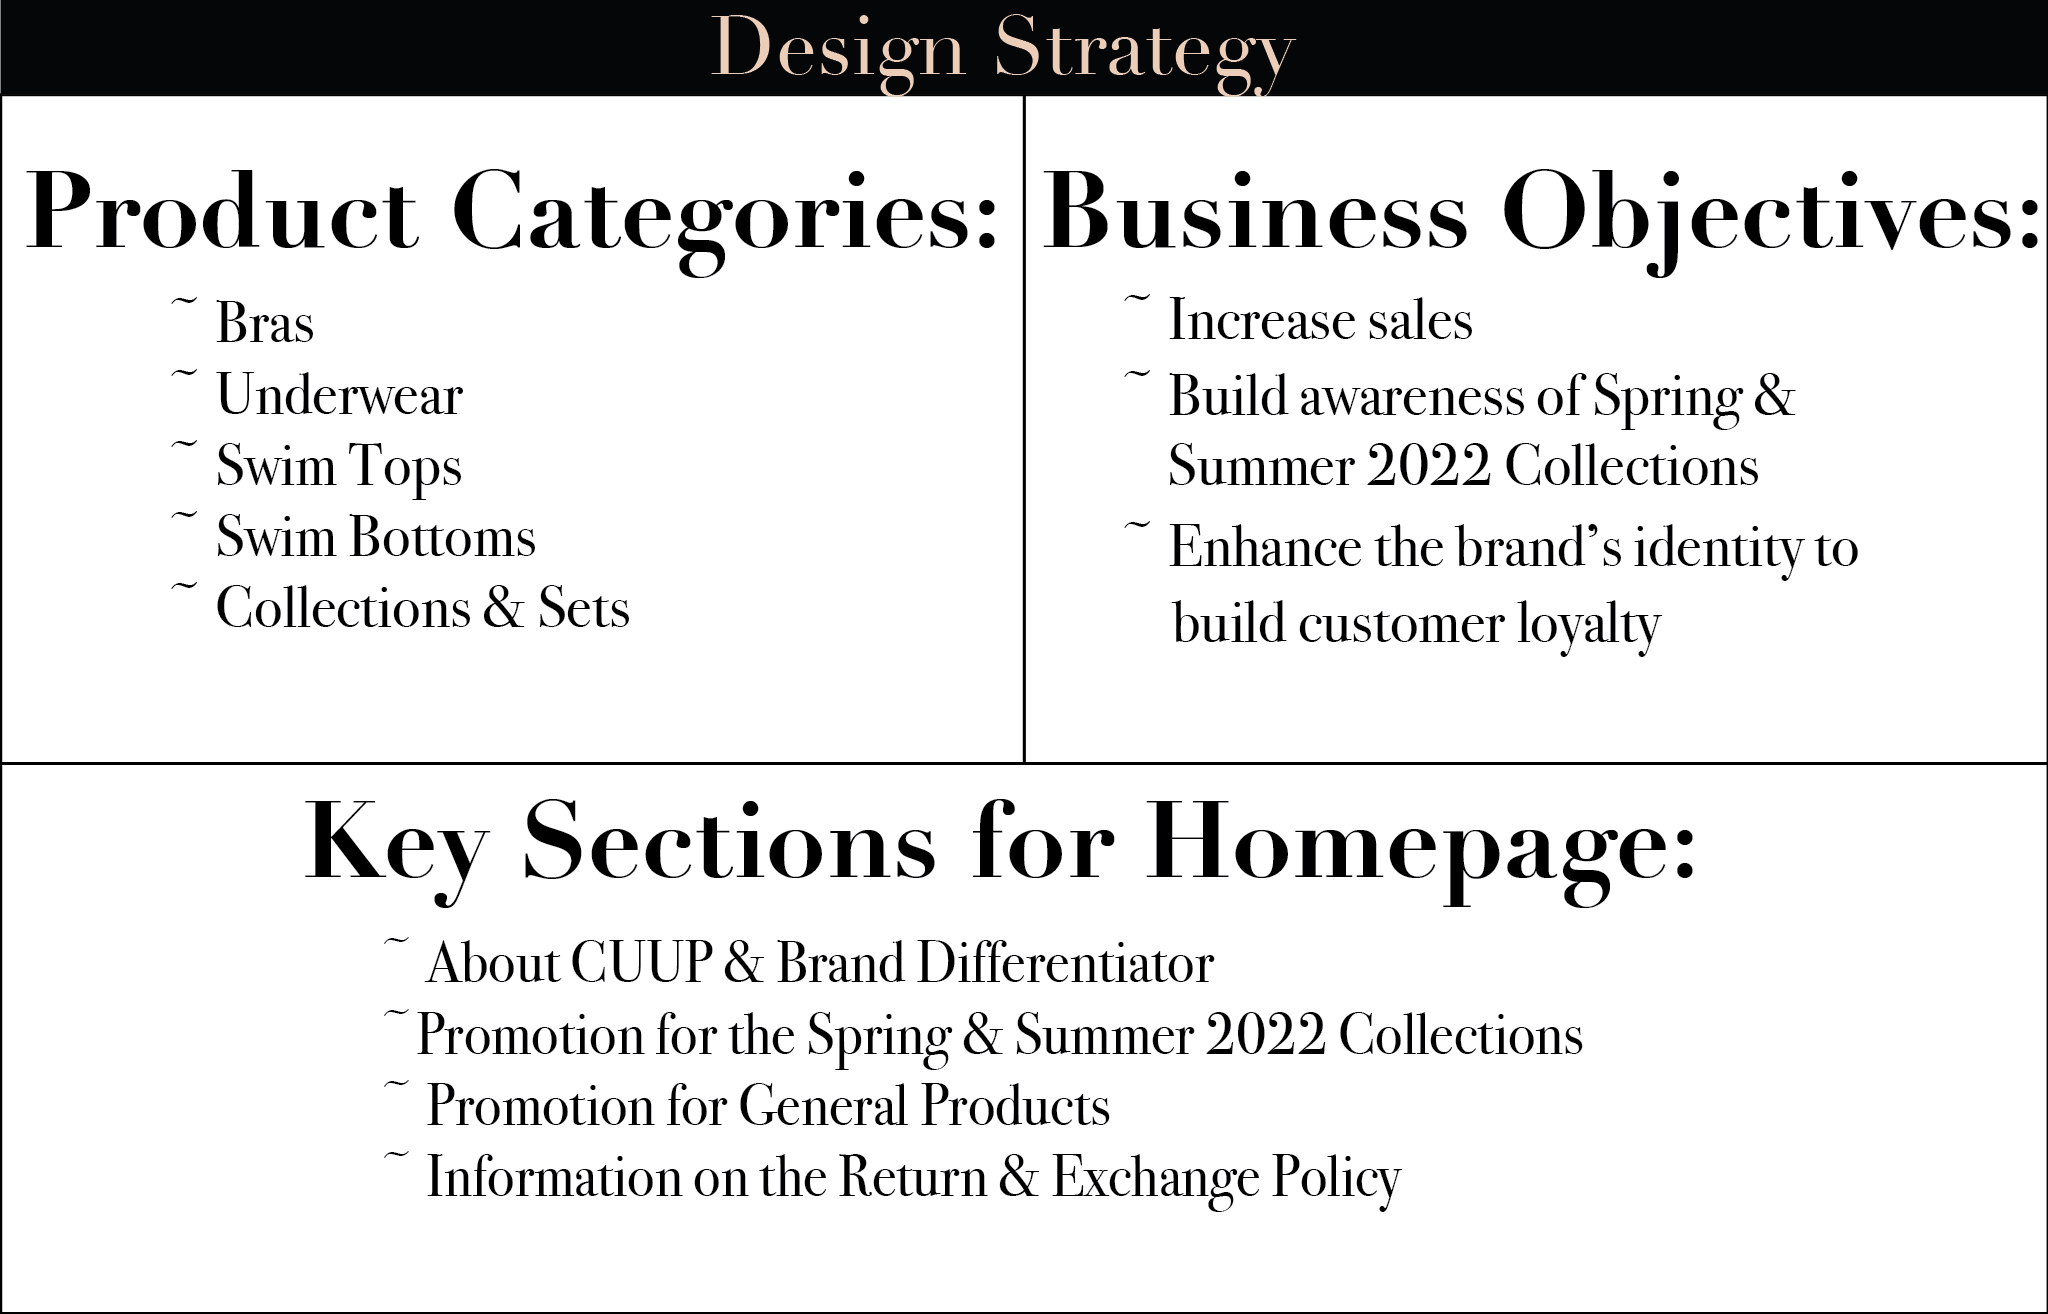 Design Strategy
Product Categories:
~ Bras
~ Underwear
~ Swim Tops
~ Swim Bottoms
~ Collections & Sets
Business Objectives:
~ Increase sales
~ Build awareness of Spring &
Summer 2022 Collections
~ Enhance the brand’s identity to
build customer loyalty
Key Sections for Homepage:
~ About CUUP & Brand Differentiator
~ Promotion for the Spring & Summer 2022 Collections
~ Promotion for General Products
~ Information on the Return & Exchange Policy